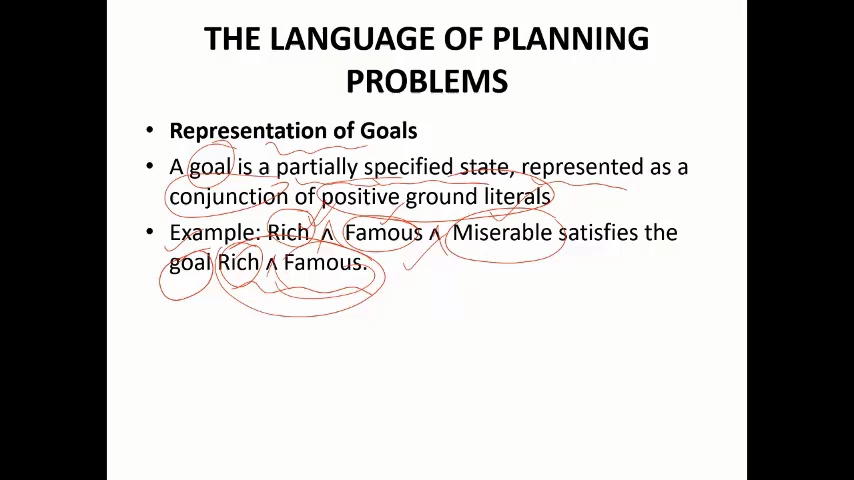 THE LANGUAGE OF PLANNING
PROBLEMS
• Representation of Goals
• A goal is a partially specified state, represented as a
conjunction of positive ground literals
• Example: Rich ∧ Famous ∧ Miserable satisfies the
goal Rich ∧ Famous.